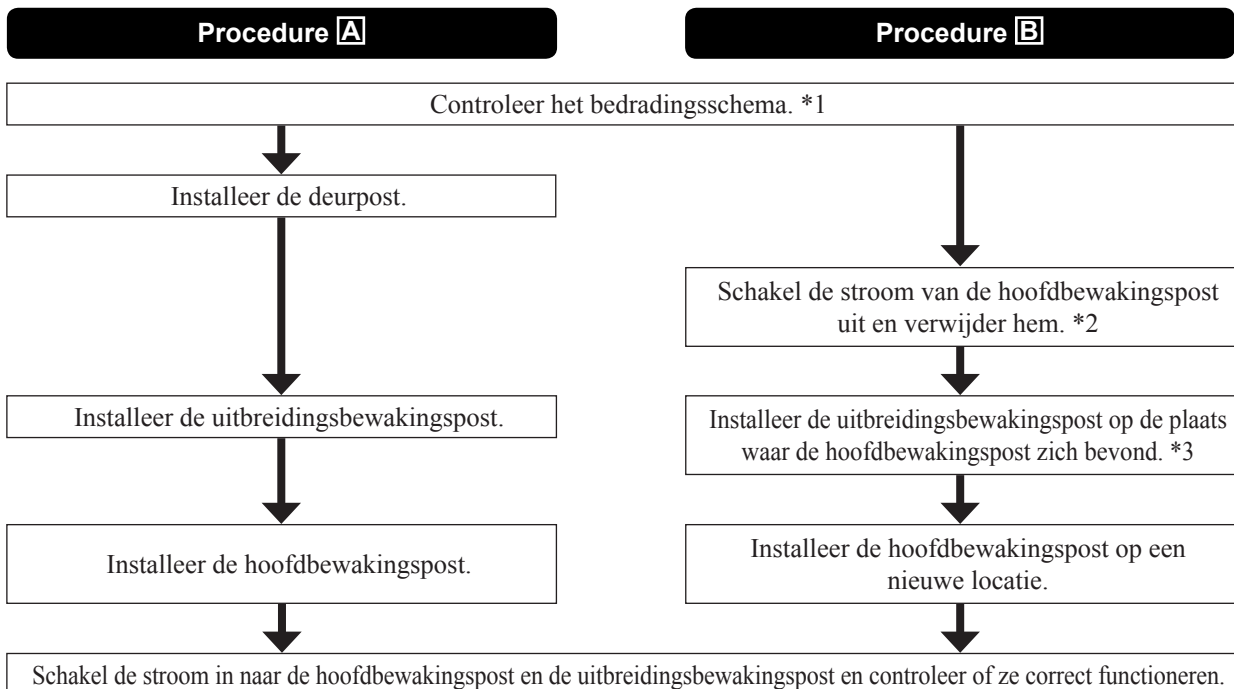 Procedure A
Procedure B
Controleer het bedradingsschema. *1
Installeer de deurpost.
Schakel de stroom van de hoofdbewakingspost
uit en verwijder hem. *2
Installeer de uitbreidingsbewakingspost.
Installeer de uitbreidingsbewakingspost op de plaats
waar de hoofdbewakingspost zich bevond. *3
Installeer de hoofdbewakingspost.
Installeer de hoofdbewakingspost op een
nieuwe locatie.
Schakel de stroom in naar de hoofdbewakingspost en de uitbreidingsbewakingspost en controleer of ze correct functioneren.